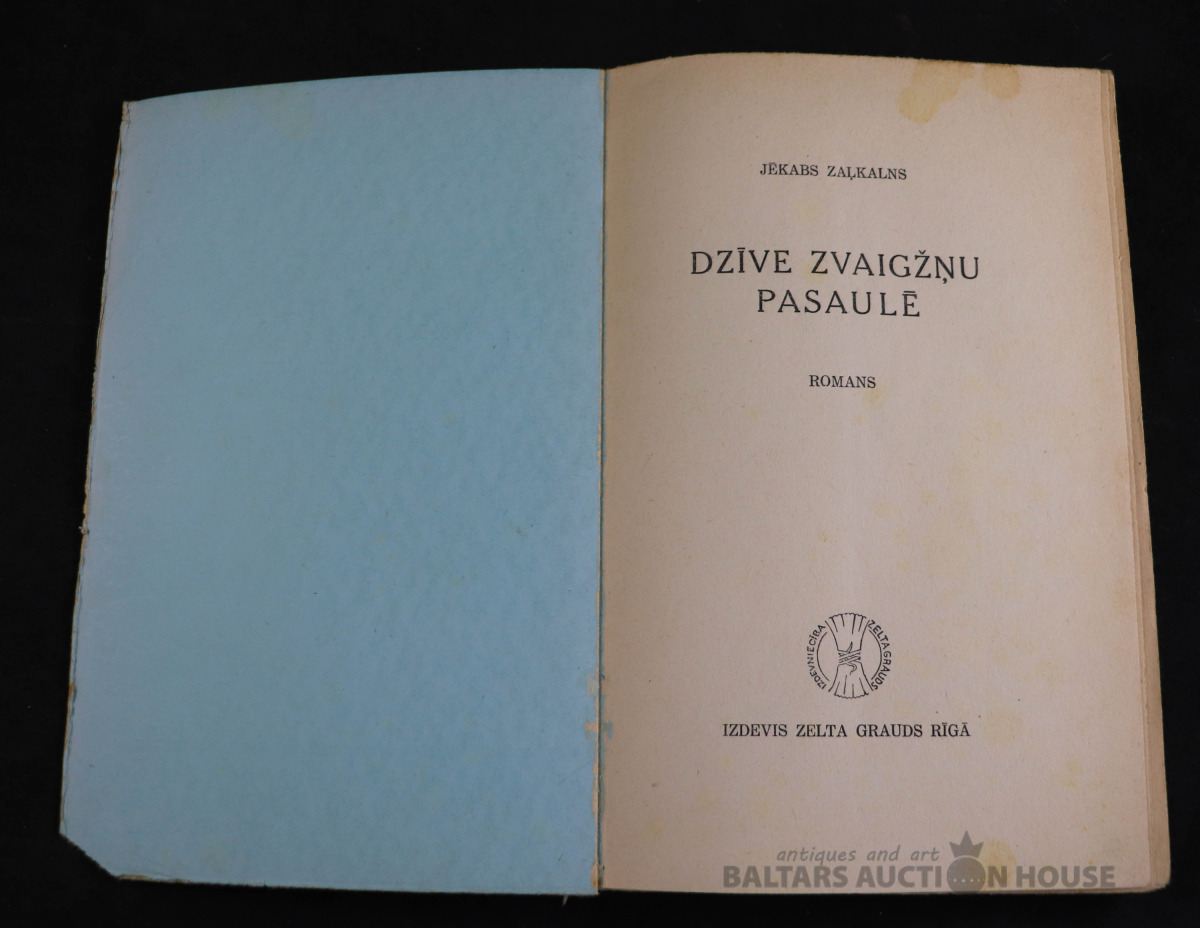 JĒKABS ZAĻKALNS
DZĪVE ZVAIGŽŅU
PASAULĒ
ROMANS
IZDEVNIECĪBA ZELTA GRAUDS
IZDEVIS ZELTA GRAUDS RĪGĀ
antiques and art
BALTARS AUCTION HOUSE